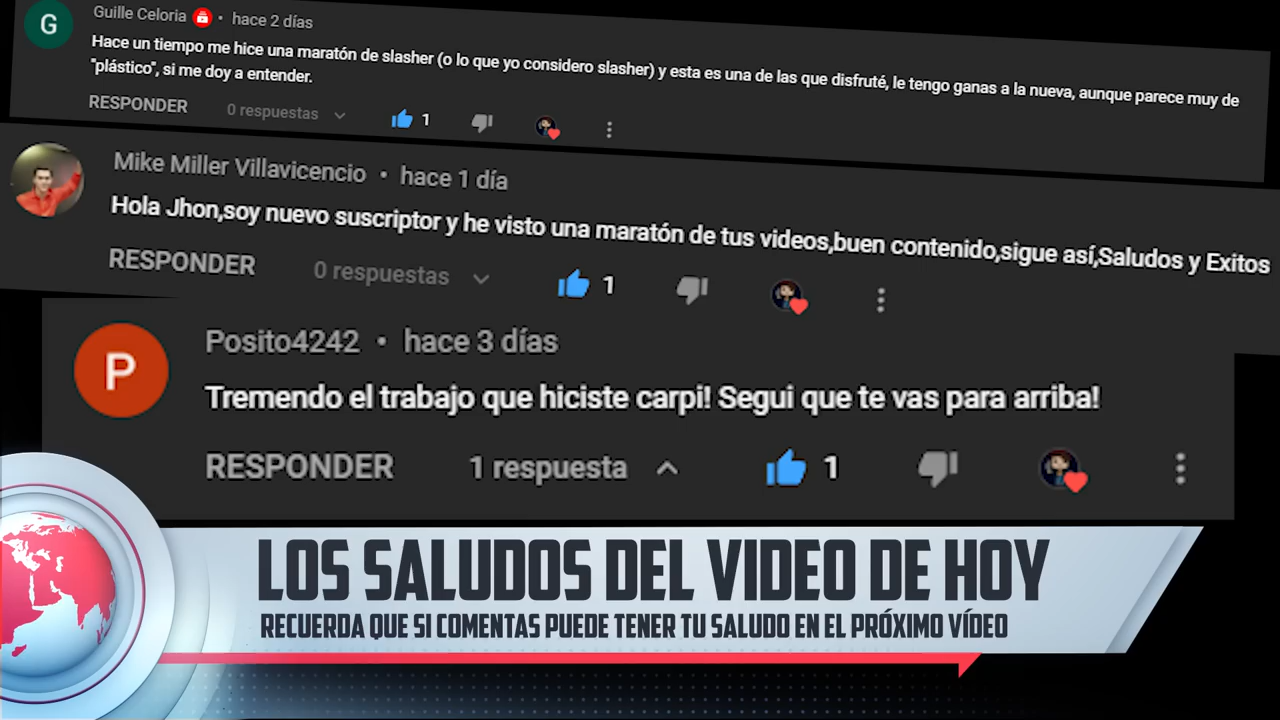 G
Guille Celoria • hace 2 días
Hace un tiempo me hice una maratón de slasher (o lo que yo considero slasher) y esta es una de las que disfruté, le tengo ganas a la nueva, aunque parece muy de
"plástico", si me doy a entender.
RESPONDER 0 respuestas 1
Mike Miller Villavicencio • hace 1 día
Hola Jhon,soy nuevo suscriptor y he visto una maratón de tus videos,buen contenido,sigue así,Saludos y Exitos
RESPONDER 0 respuestas 1
P
Posito4242 • hace 3 días
Tremendo el trabajo que hiciste carpi! Segui que te vas para arriba!
RESPONDER 1 respuesta 1
LOS SALUDOS DEL VIDEO DE HOY
RECUERDA QUE SI COMENTAS PUEDE TENER TU SALUDO EN EL PRÓXIMO VÍDEO